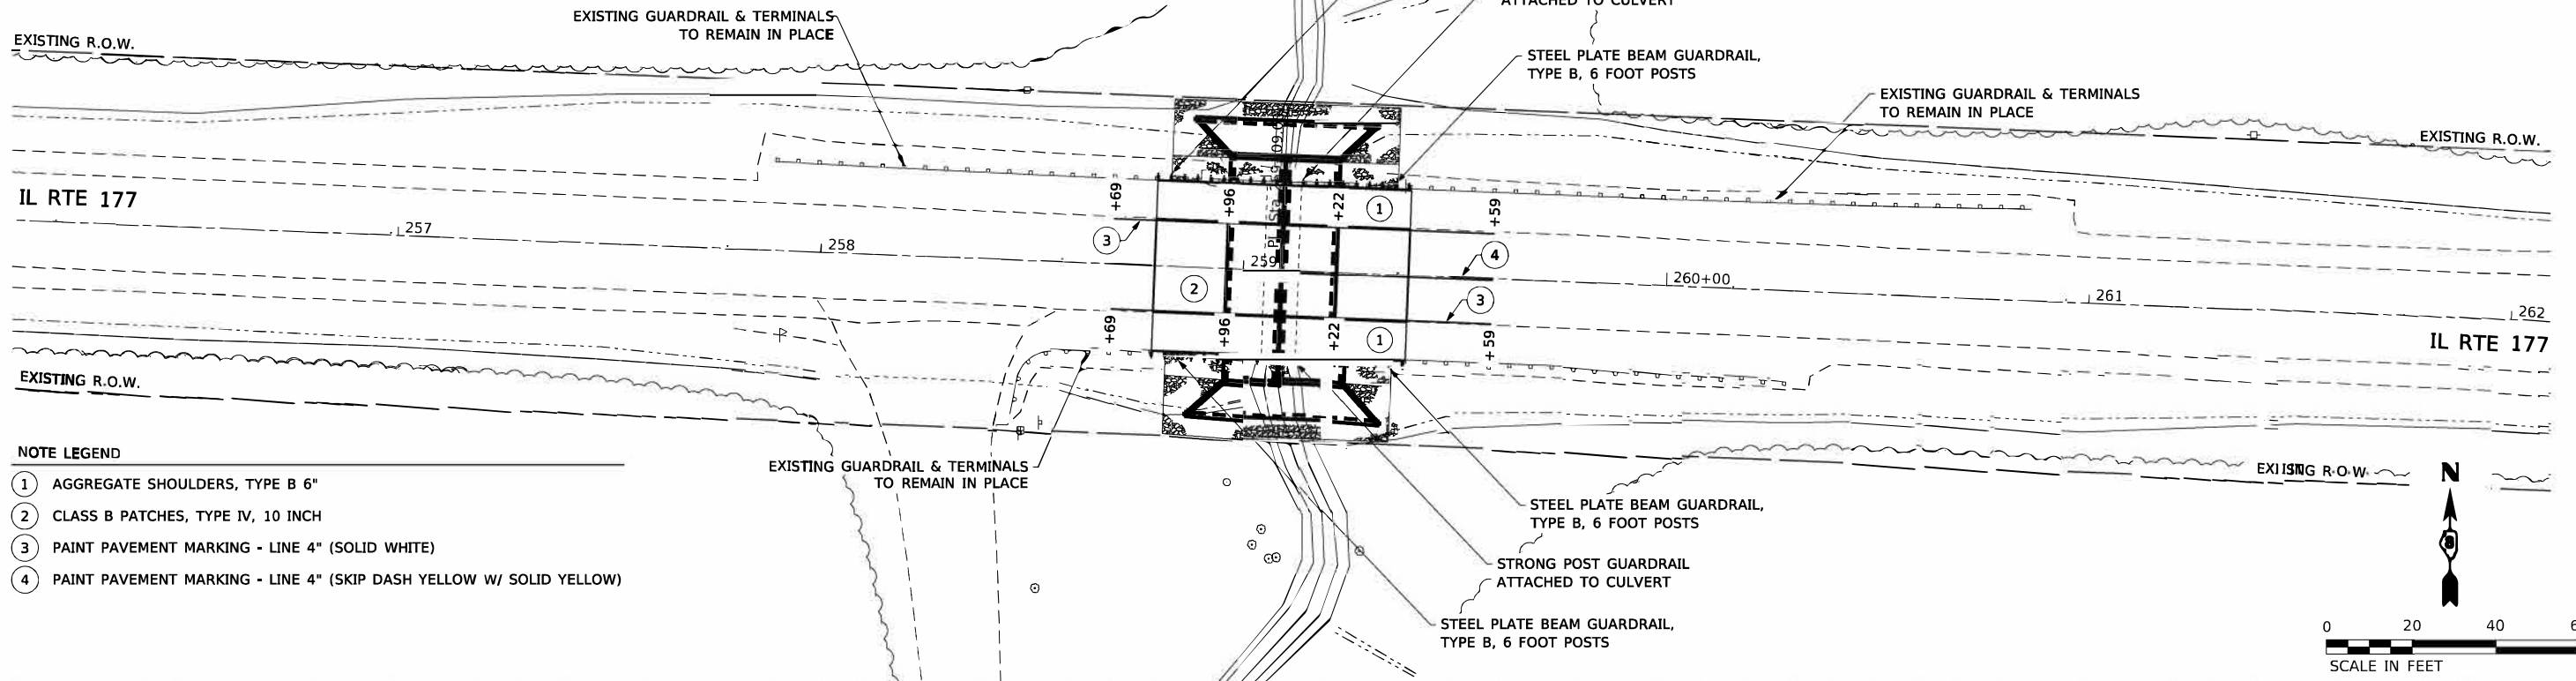 ATTACHED TO CULVERT
EXISTING GUARDRAIL & TERMINALS
TO REMAIN IN PLACE
EXISTING R.O.W.
STEEL PLATE BEAM GUARDRAIL,
TYPE B, 6 FOOT POSTS
EXISTING GUARDRAIL & TERMINALS
TO REMAIN IN PLACE
EXISTING R.O.W.
IL RTE 177
+69
+96
+22
1
+59
257
258
3
259
4
260+00
261
262
2
3
+69
+96
+22
1
+59
IL RTE 177
EXISTING R.O.W.
EXISTING GUARDRAIL & TERMINALS
TO REMAIN IN PLACE
NOTE LEGEND
1 AGGREGATE SHOULDERS, TYPE B 6"
2 CLASS B PATCHES, TYPE IV, 10 INCH
3 PAINT PAVEMENT MARKING - LINE 4" (SOLID WHITE)
4 PAINT PAVEMENT MARKING - LINE 4" (SKIP DASH YELLOW W/ SOLID YELLOW)
STEEL PLATE BEAM GUARDRAIL,
TYPE B, 6 FOOT POSTS
STRONG POST GUARDRAIL
ATTACHED TO CULVERT
STEEL PLATE BEAM GUARDRAIL,
TYPE B, 6 FOOT POSTS
R.O.W.
N
0 20 40
SCALE IN FEET